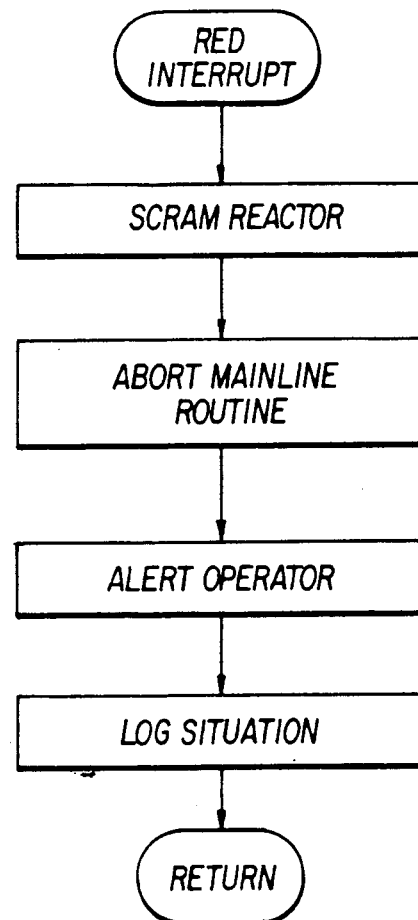 RED
INTERRUPT
SCRAM REACTOR
ABORT MAINLINE
ROUTINE
ALERT OPERATOR
LOG SITUATION
RETURN